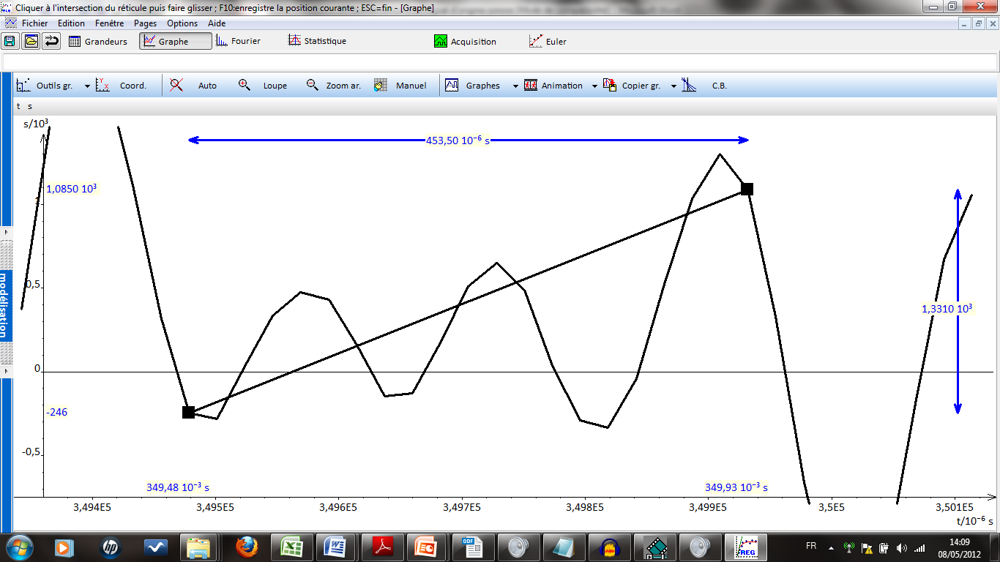 Cliquer à l'intersection du réticule puis faire glisser ; F10:enregistre la position courante ; ESC=fin - [Graphe]
Fichier Edition Fenêtre Pages Options Aide
Grandeurs Graphe Fourier Statistique Acquisition Euler
Outils gr. Coord. Auto Loupe Zoom ar. Manuel Graphes Animation Copier gr. C.B.
t s
s/10³
453,50 10⁻⁶ s
1,0850 10³
1
0,5
modélisation
1,3310 10³
0
-246
-0,5
349,48 10⁻³ s 349,93 10⁻³ s
3,494E5 3,495E5 3,496E5 3,497E5 3,498E5 3,499E5 3,5E5 3,501E5
t/10⁻⁶ s
hp W PDF REG
FR 14:09
08/05/2012